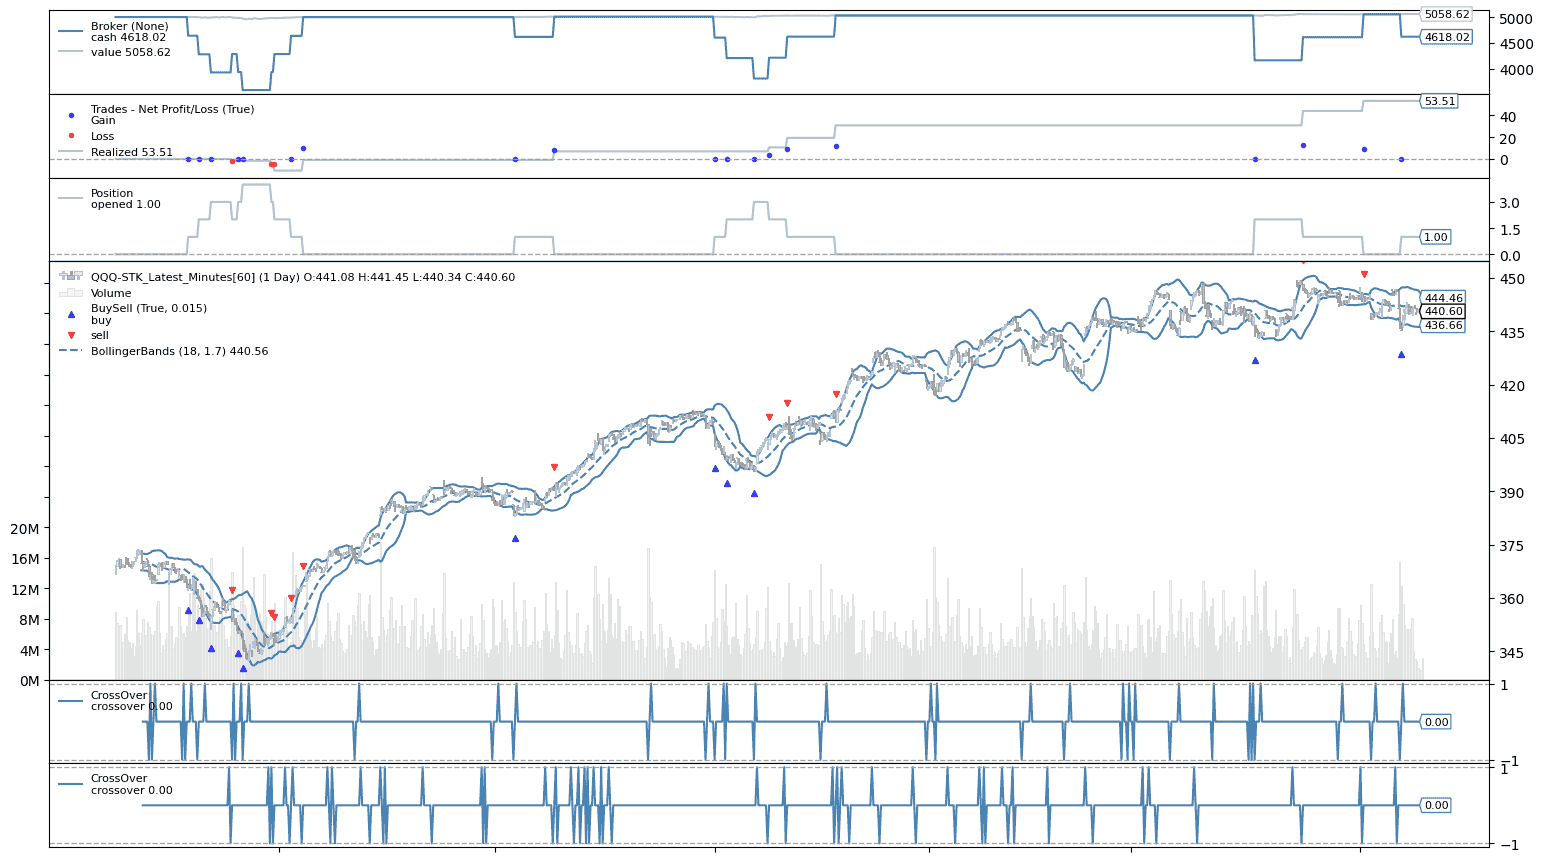 Broker (None)
cash 4618.02
value 5058.62
5058.62
5000
4618.02
4500
4000
Trades - Net Profit/Loss (True)
Gain
Loss
Realized 53.51
53.51
40
20
0
Position
opened 1.00
3.0
1.5
1.00
0.0
QQQ-STK_Latest_Minutes[60] (1 Day) O:441.08 H:441.45 L:440.34 C:440.60
Volume
BuySell (True, 0.015)
buy
sell
BollingerBands (18, 1.7) 440.56
450
444.46
440.60
436.66
435
420
405
390
375
360
345
20M
16M
12M
8M
4M
0M
CrossOver
crossover 0.00
1
0.00
−1
CrossOver
crossover 0.00
1
0.00
−1